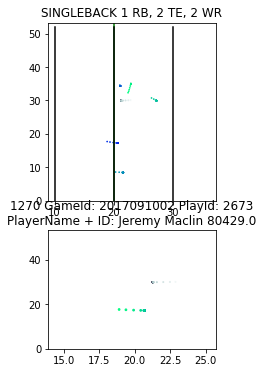 SINGLEBACK 1 RB, 2 TE, 2 WR
50
40
30
20
10
0
10 20 30
1270 GameId: 2017091002 PlayId: 2673
PlayerName + ID: Jeremy Maclin 80429.0
40
20
0
15.0 17.5 20.0 22.5 25.0